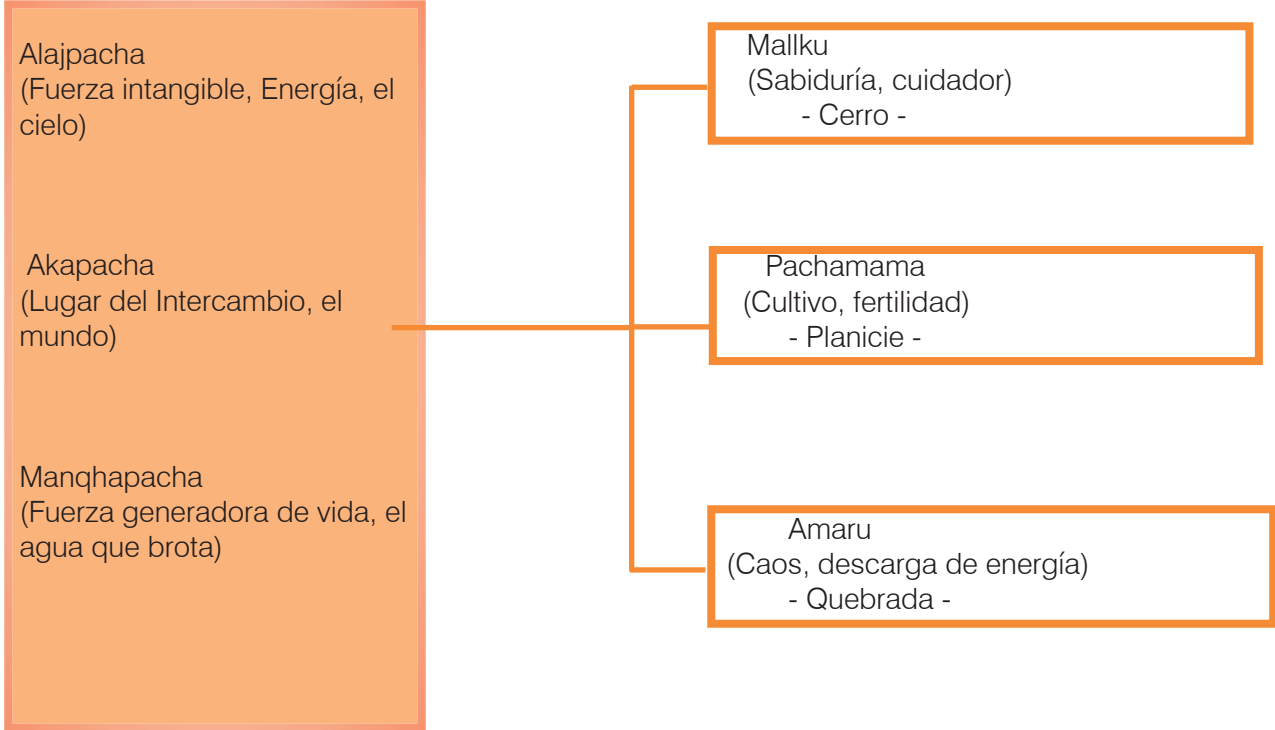 Alajpacha
(Fuerza intangible, Energía, el
cielo)
Akapacha
(Lugar del Intercambio, el
mundo)
Manqhapacha
(Fuerza generadora de vida, el
agua que brota)
Mallku
(Sabiduría, cuidador)
- Cerro -
Pachamama
(Cultivo, fertilidad)
- Planicie -
Amaru
(Caos, descarga de energía)
- Quebrada -